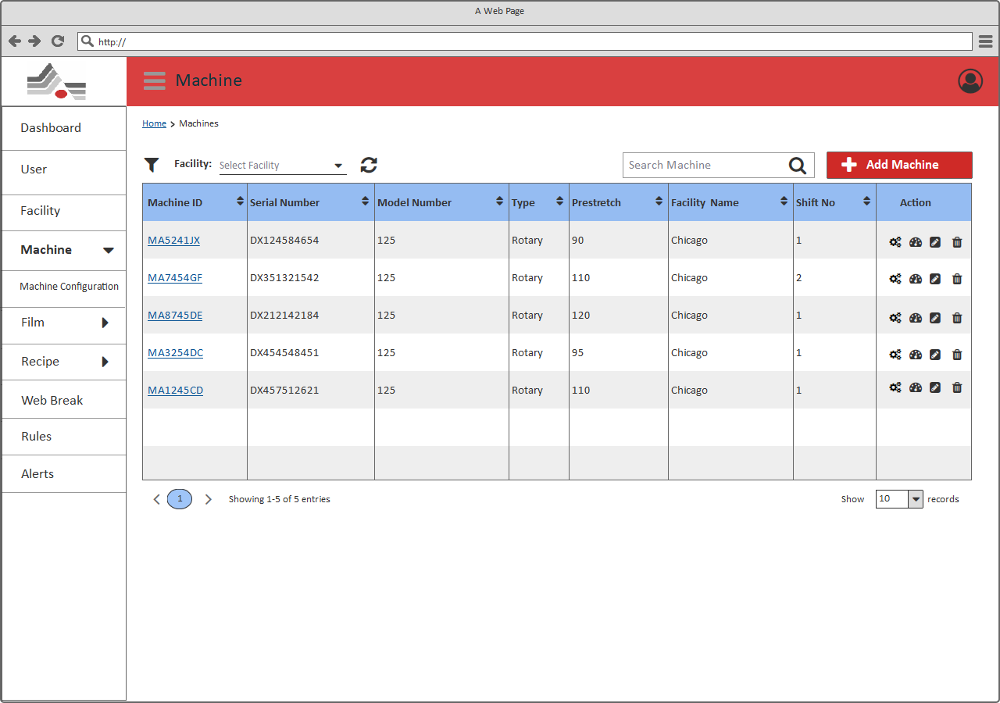 A Web Page
http://
Machine
Dashboard
User
Facility
Machine
Machine Configuration
Film
Recipe
Web Break
Rules
Alerts
Home Machines
Facility: Select Facility Search Machine Add Machine
Machine ID Serial Number Model Number Type Prestretch Facility Name Shift No Action
MA5241JX DX124584654 125 Rotary 90 Chicago 1
MA7454GF DX351321542 125 Rotary 110 Chicago 2
MA8745DE DX212142184 125 Rotary 120 Chicago 1
MA3254DC DX454548451 125 Rotary 95 Chicago 1
MA1245CD DX457512621 125 Rotary 110 Chicago 1
1 Showing 1-5 of 5 entries Show 10 records